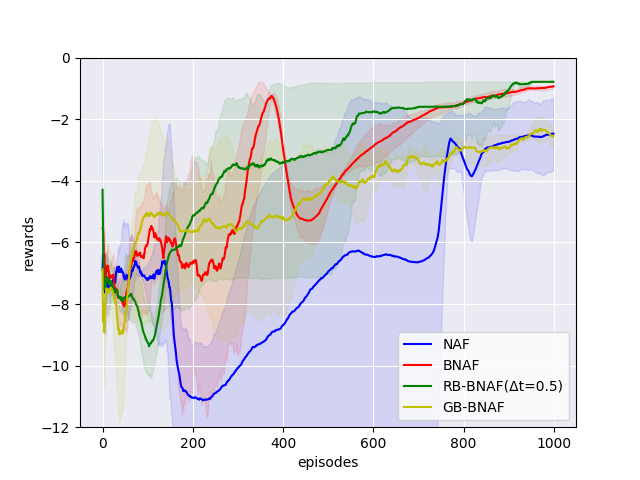 0
−2
−4
−6
−8
−10
−12
rewards
0
200
400
600
800
1000
episodes
NAF
BNAF
RB-BNAF(Δt=0.5)
GB-BNAF